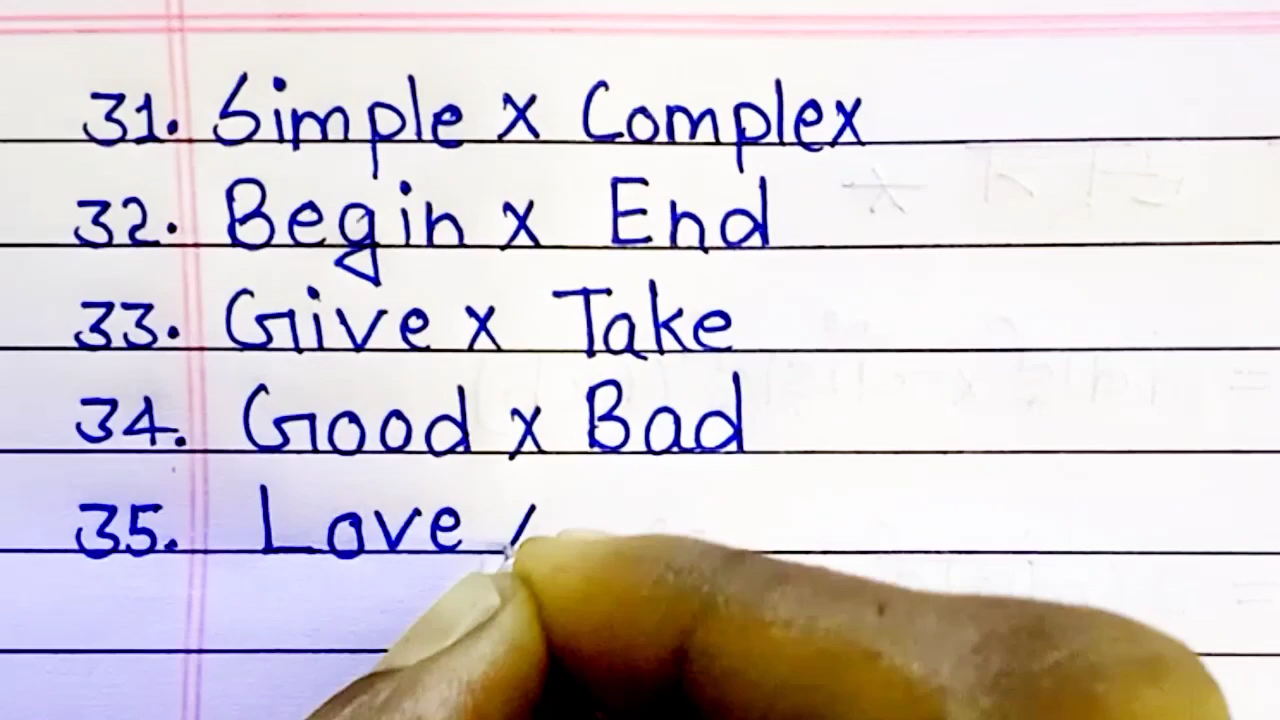 31. Simple x Complex
32. Begin x End
33. Give x Take
34. Good x Bad
35. Love /